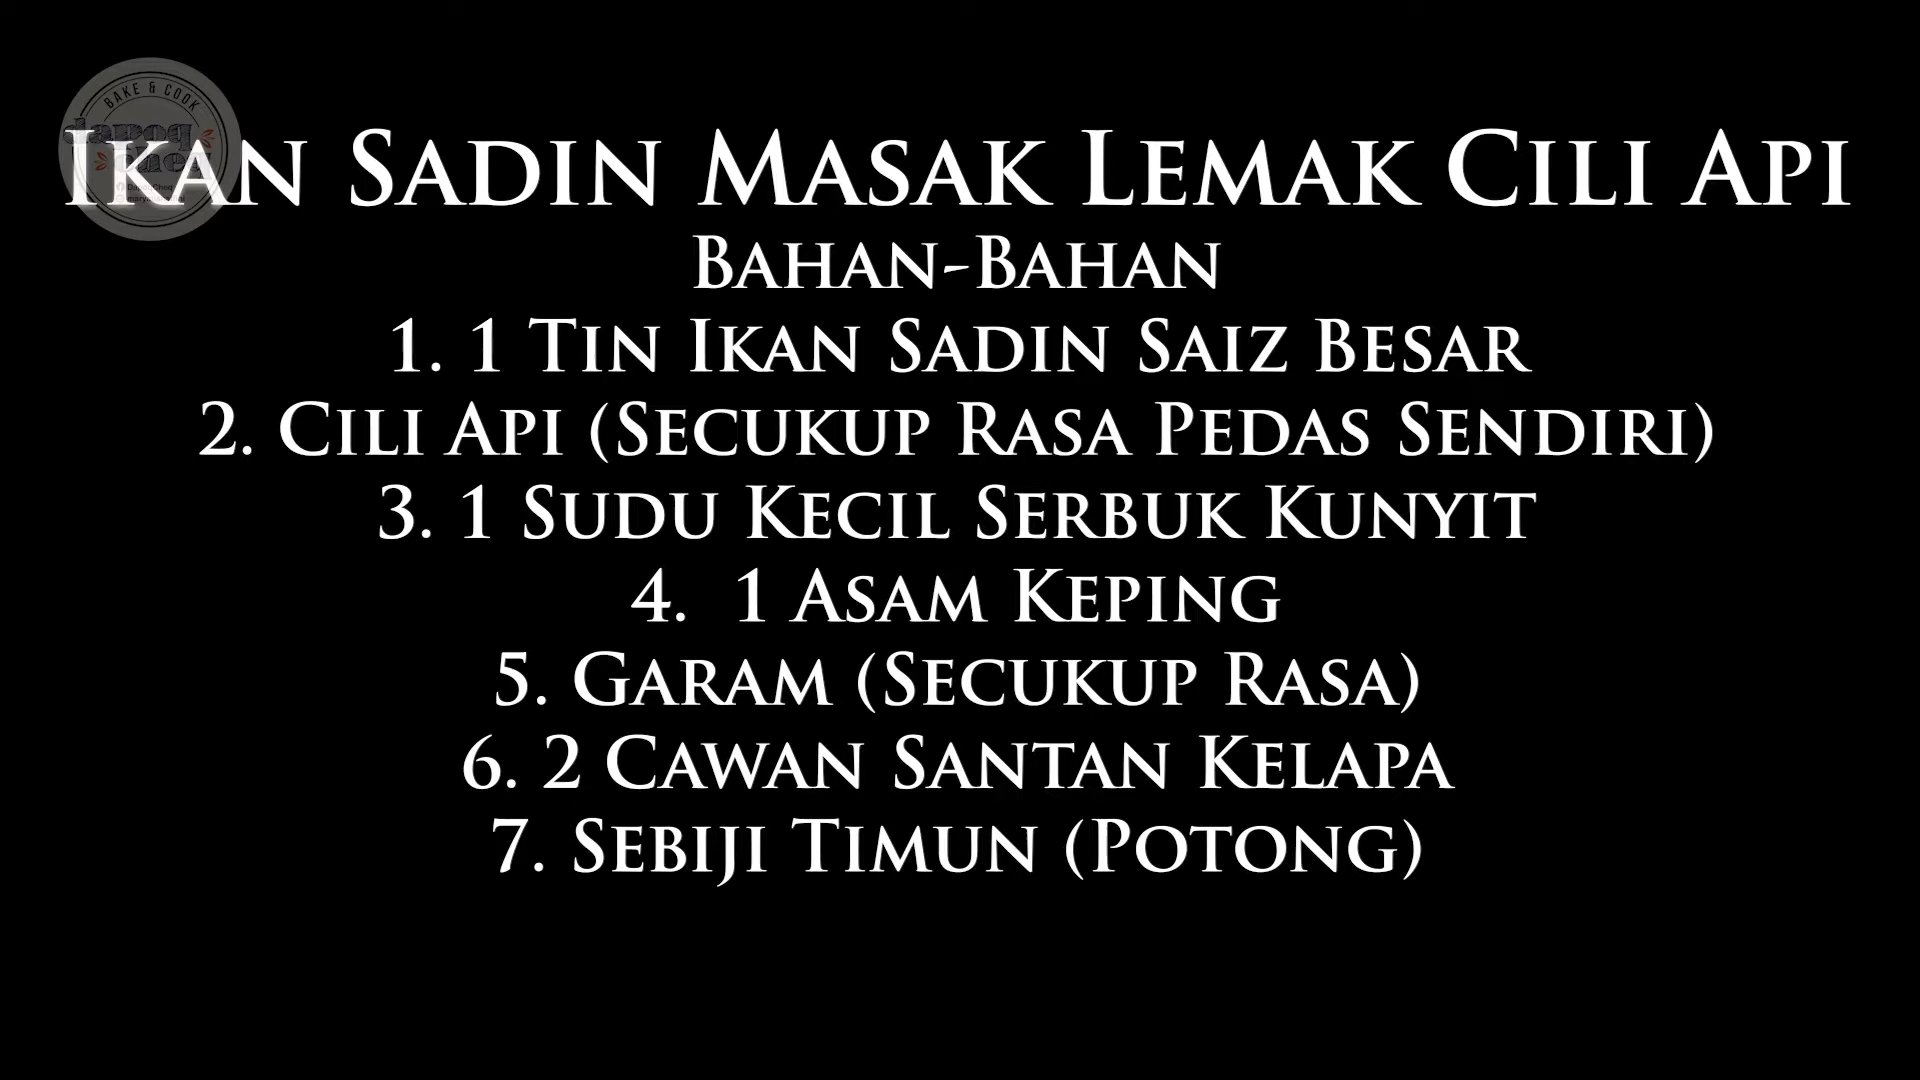 BAKE & COOK
Ikan Sadin Masak Lemak Cili Api
Bahan-Bahan
1. 1 Tin Ikan Sadin Saiz Besar
2. Cili Api (Secukup Rasa Pedas Sendiri)
3. 1 Sudu Kecil Serbuk Kunyit
4. 1 Asam Keping
5. Garam (Secukup Rasa)
6. 2 Cawan Santan Kelapa
7. Sebiji Timun (Potong)